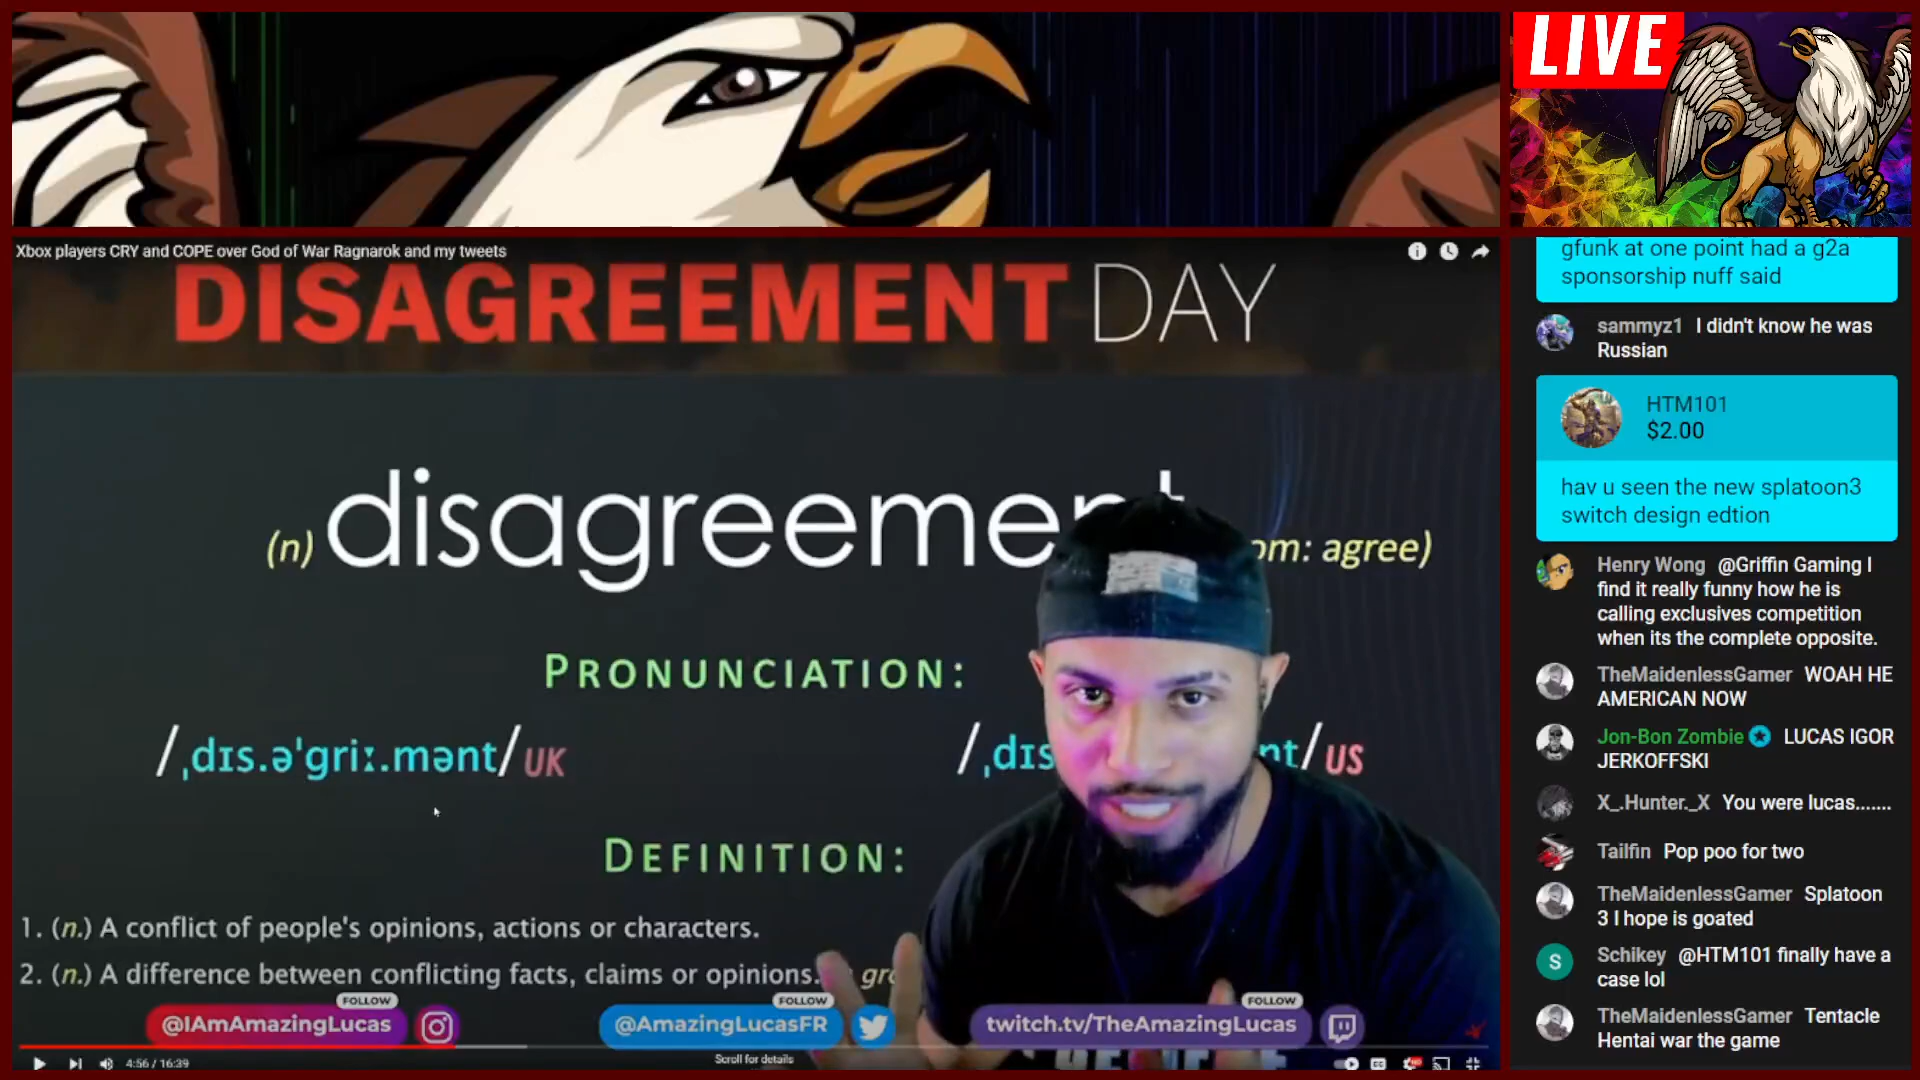 LIVE
Xbox players CRY and COPE over God of War Ragnarok and my tweets
DISAGREEMENT DAY
(n) disagreement om: agree)
PRONUNCIATION:
/ˌdɪs.ə'griː.mənt/UK /ˌdɪs nt/US
DEFINITION:
1. (n.) A conflict of people's opinions, actions or characters.
2. (n.) A difference between conflicting facts, claims or opinions.
FOLLOW FOLLOW FOLLOW
@IAmAmazingLucas @AmazingLucasFR twitch.tv/TheAmazingLucas
4:56 / 16:39 Scroll for details
gfunk at one point had a g2a
sponsorship nuff said
sammyz1 I didn't know he was
Russian
HTM101
$2.00
hav u seen the new splatoon3
switch design edtion
Henry Wong @Griffin Gaming I
find it really funny how he is
calling exclusives competition
when its the complete opposite.
TheMaidenlessGamer WOAH HE
AMERICAN NOW
Jon-Bon Zombie LUCAS IGOR
JERKOFFSKI
X_.Hunter._X You were lucas.......
Tailfin Pop poo for two
TheMaidenlessGamer Splatoon
3 I hope is goated
S
Schikey @HTM101 finally have a
case lol
TheMaidenlessGamer Tentacle
Hentai war the game